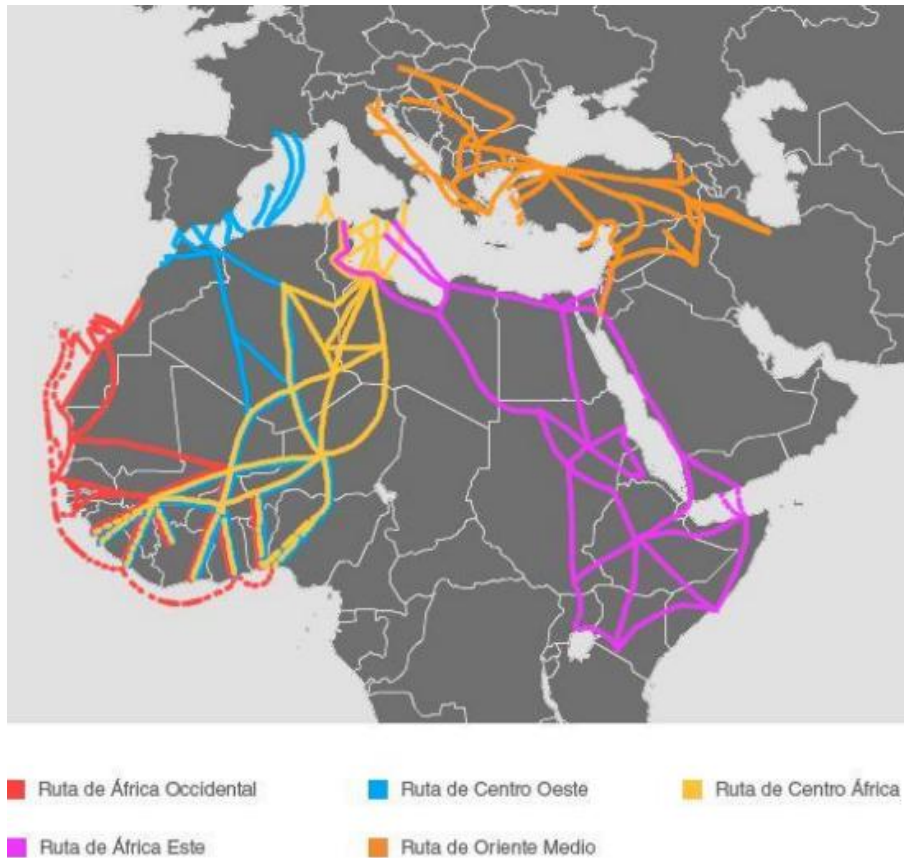 Ruta de África Occidental
Ruta de Centro Oeste
Ruta de Centro África
Ruta de África Este
Ruta de Oriente Medio